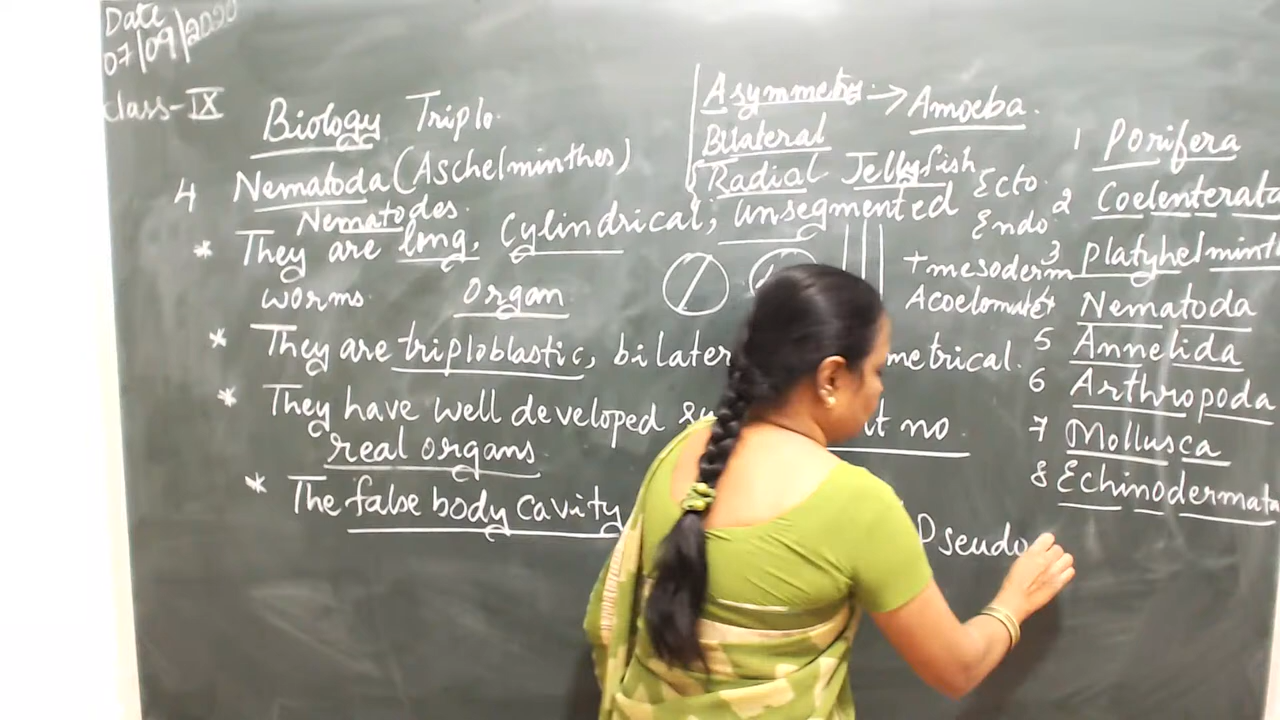 Date
07/09/2020
Class-IX
Biology Triplo.
4 Nematoda (Aschelminthes)
Nematodes.
* They are long, cylindrical, unsegmented
worms. Organ
* They are triploblastic, bilater metrical.
* They have well developed no
real organs.
* The false body cavity
Pseudo
Asymmetry → Amoeba.
Bilateral
Radial Jellyfish
Ecto
Endo
+mesoderm
Acoelomate
1 Porifera
2 Coelenterata
3 Platyhelminth
4 Nematoda
5 Annelida
6 Arthropoda
7 Mollusca
8 Echinodermata